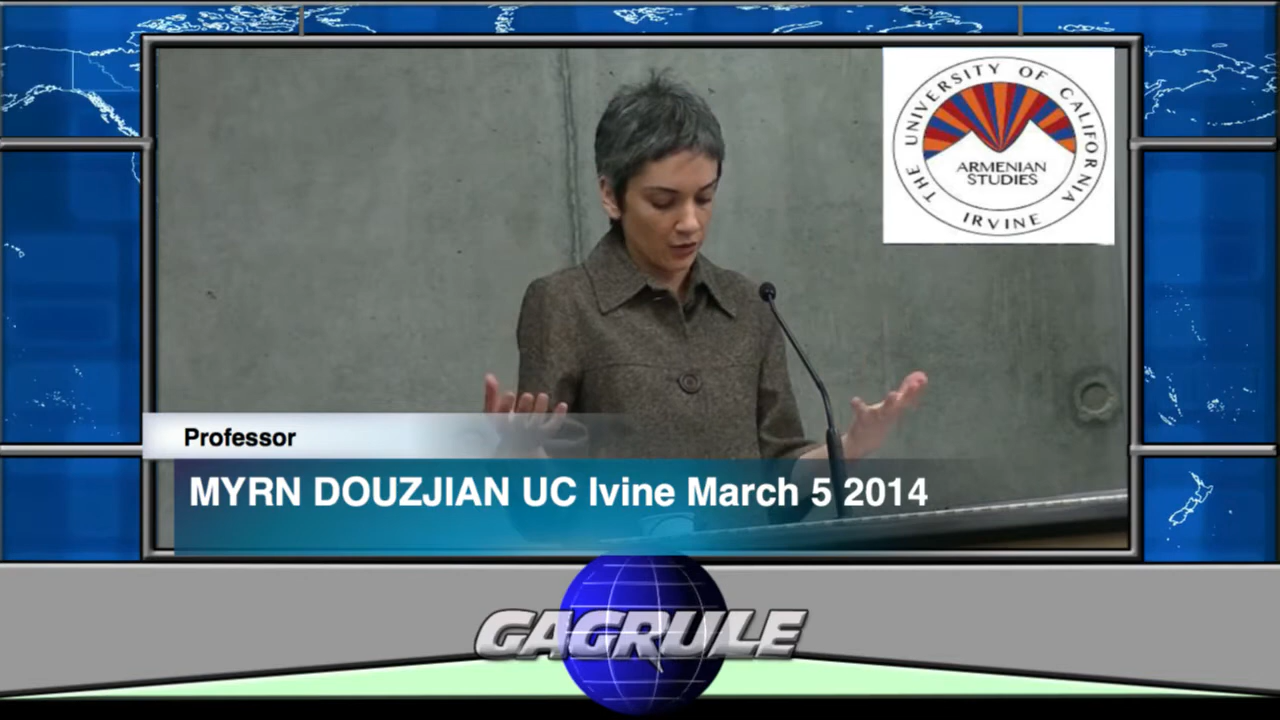 THE UNIVERSITY OF CALIFORNIA
ARMENIAN
STUDIES
IRVINE
Professor
MYRN DOUZJIAN UC Ivine March 5 2014
GAGRULE